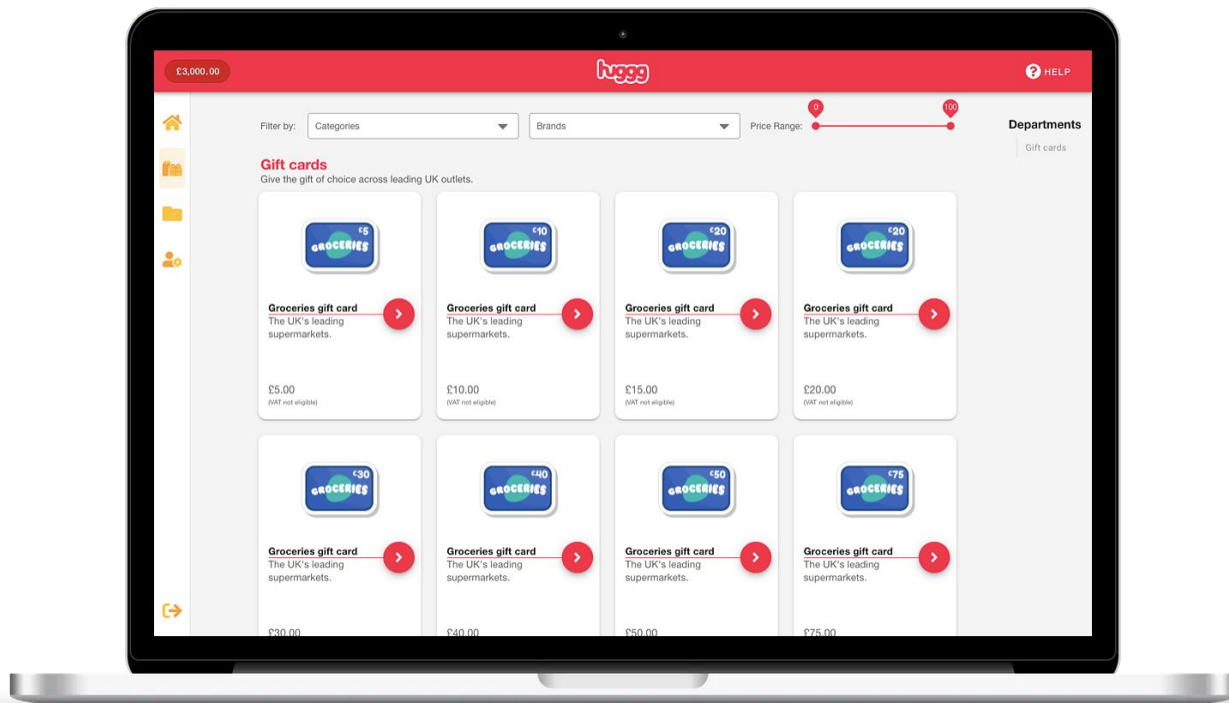 £3,000.00
huggg
? HELP
Filter by:
Categories
Brands
Price Range:
0
100
Departments
Gift cards
Gift cards
Give the gift of choice across leading UK outlets.
£5
GROCERIES
£10
GROCERIES
£20
GROCERIES
£20
GROCERIES
Groceries gift card
The UK's leading
supermarkets.
£5.00
(VAT not eligible)
Groceries gift card
The UK's leading
supermarkets.
£10.00
(VAT not eligible)
Groceries gift card
The UK's leading
supermarkets.
£15.00
(VAT not eligible)
Groceries gift card
The UK's leading
supermarkets.
£20.00
(VAT not eligible)
£30
GROCERIES
£40
GROCERIES
£50
GROCERIES
£75
GROCERIES
Groceries gift card
The UK's leading
supermarkets.
£30.00
Groceries gift card
The UK's leading
supermarkets.
£40.00
Groceries gift card
The UK's leading
supermarkets.
£50.00
Groceries gift card
The UK's leading
supermarkets.
£75.00